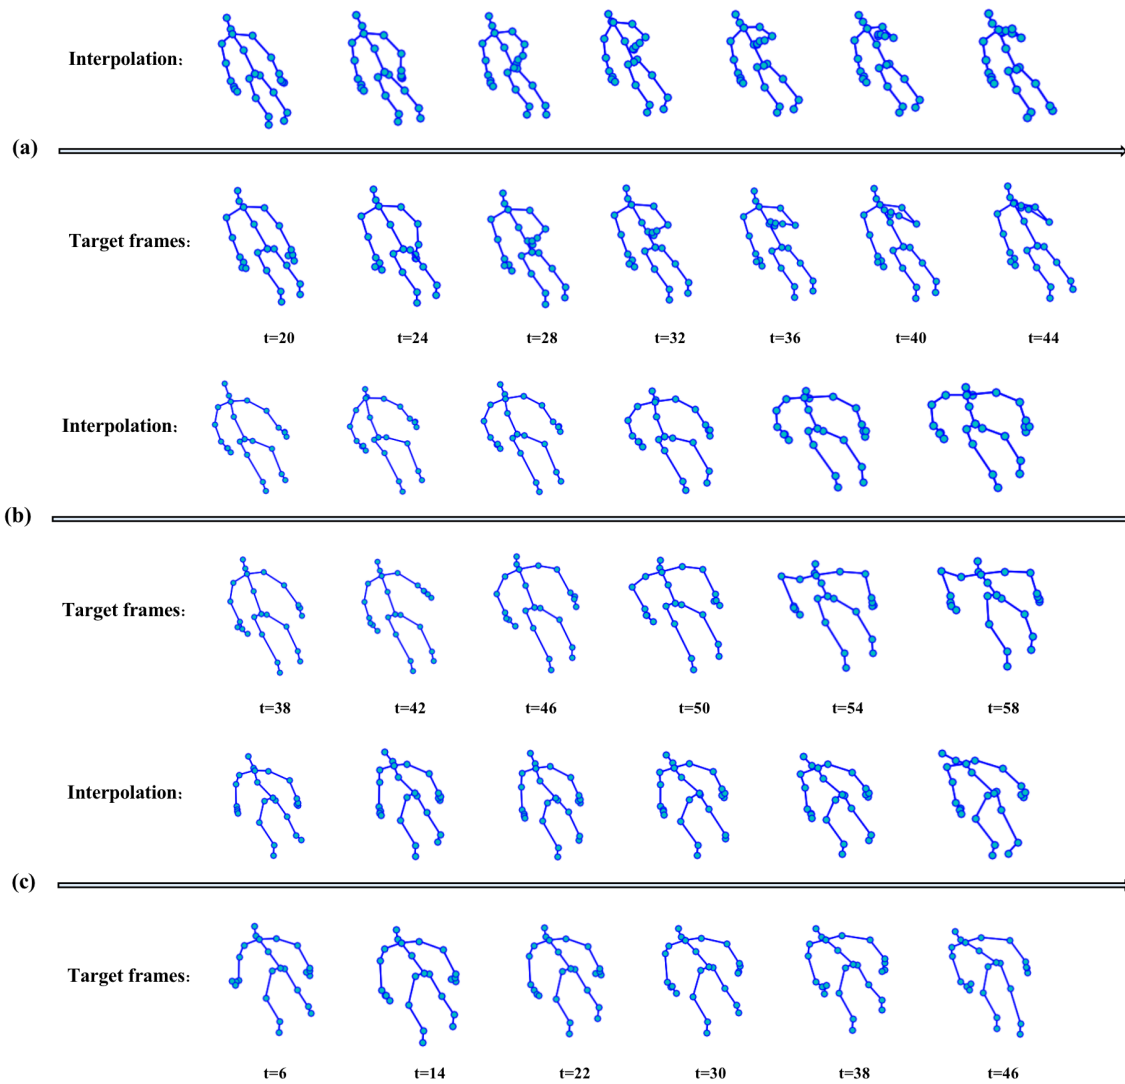 Interpolation:
(a)
Target frames:
t=20 t=24 t=28 t=32 t=36 t=40 t=44
Interpolation:
(b)
Target frames:
t=38 t=42 t=46 t=50 t=54 t=58
Interpolation:
(c)
Target frames:
t=6 t=14 t=22 t=30 t=38 t=46